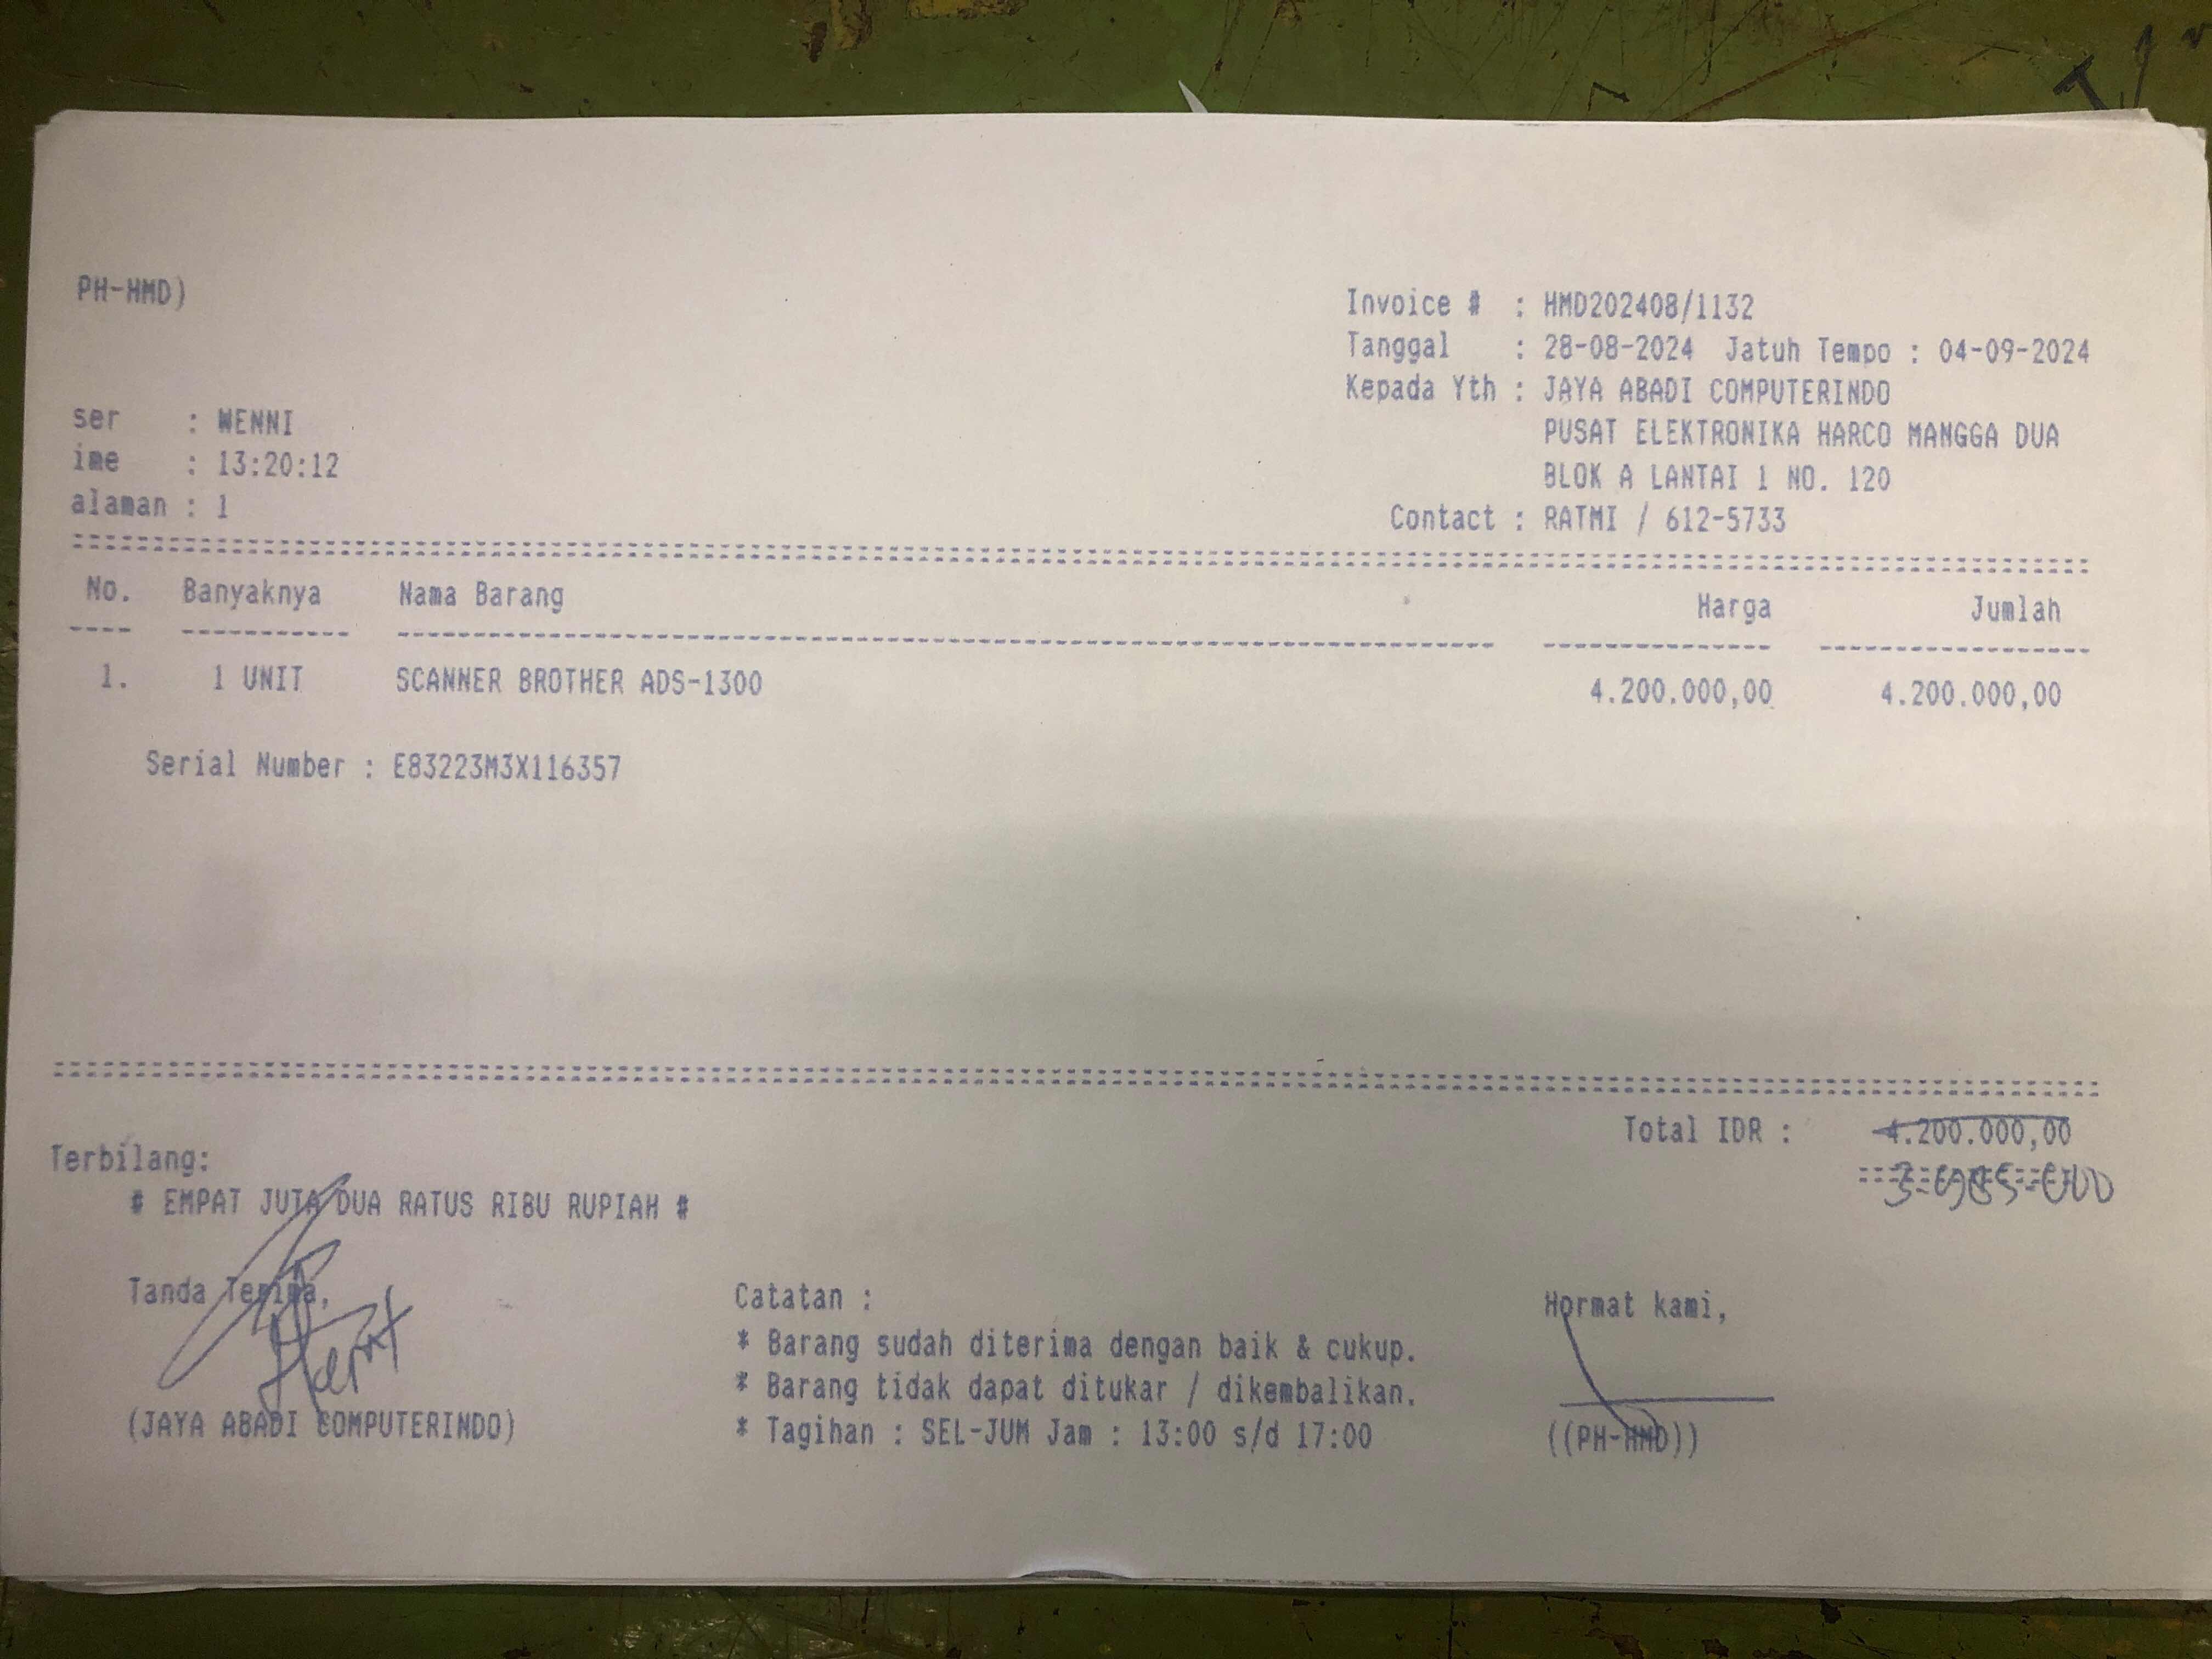 PH-HMD)
Invoice # : HMD202408/1132
Tanggal : 28-08-2024 Jatuh Tempo : 04-09-2024
Kepada Yth : JAYA ABADI COMPUTERINDO
PUSAT ELEKTRONIKA HARCO MANGGA DUA
BLOK A LANTAI 1 NO. 120
Contact : RATMI / 612-5733
ser : WENNI
ime : 13:20:12
alaman : 1
No. Banyaknya Nama Barang Harga Jumlah
1. 1 UNIT SCANNER BROTHER ADS-1300 4.200.000,00 4.200.000,00
Serial Number : E83223M3X116357
Total IDR : 4.200.000,00
Terbilang:
# EMPAT JUTA DUA RATUS RIBU RUPIAH #
Tanda Terima,
(JAYA ABADI COMPUTERINDO)
Catatan :
* Barang sudah diterima dengan baik & cukup.
* Barang tidak dapat ditukar / dikembalikan.
* Tagihan : SEL-JUM Jam : 13:00 s/d 17:00
Hormat kami,
((PH-HMD))